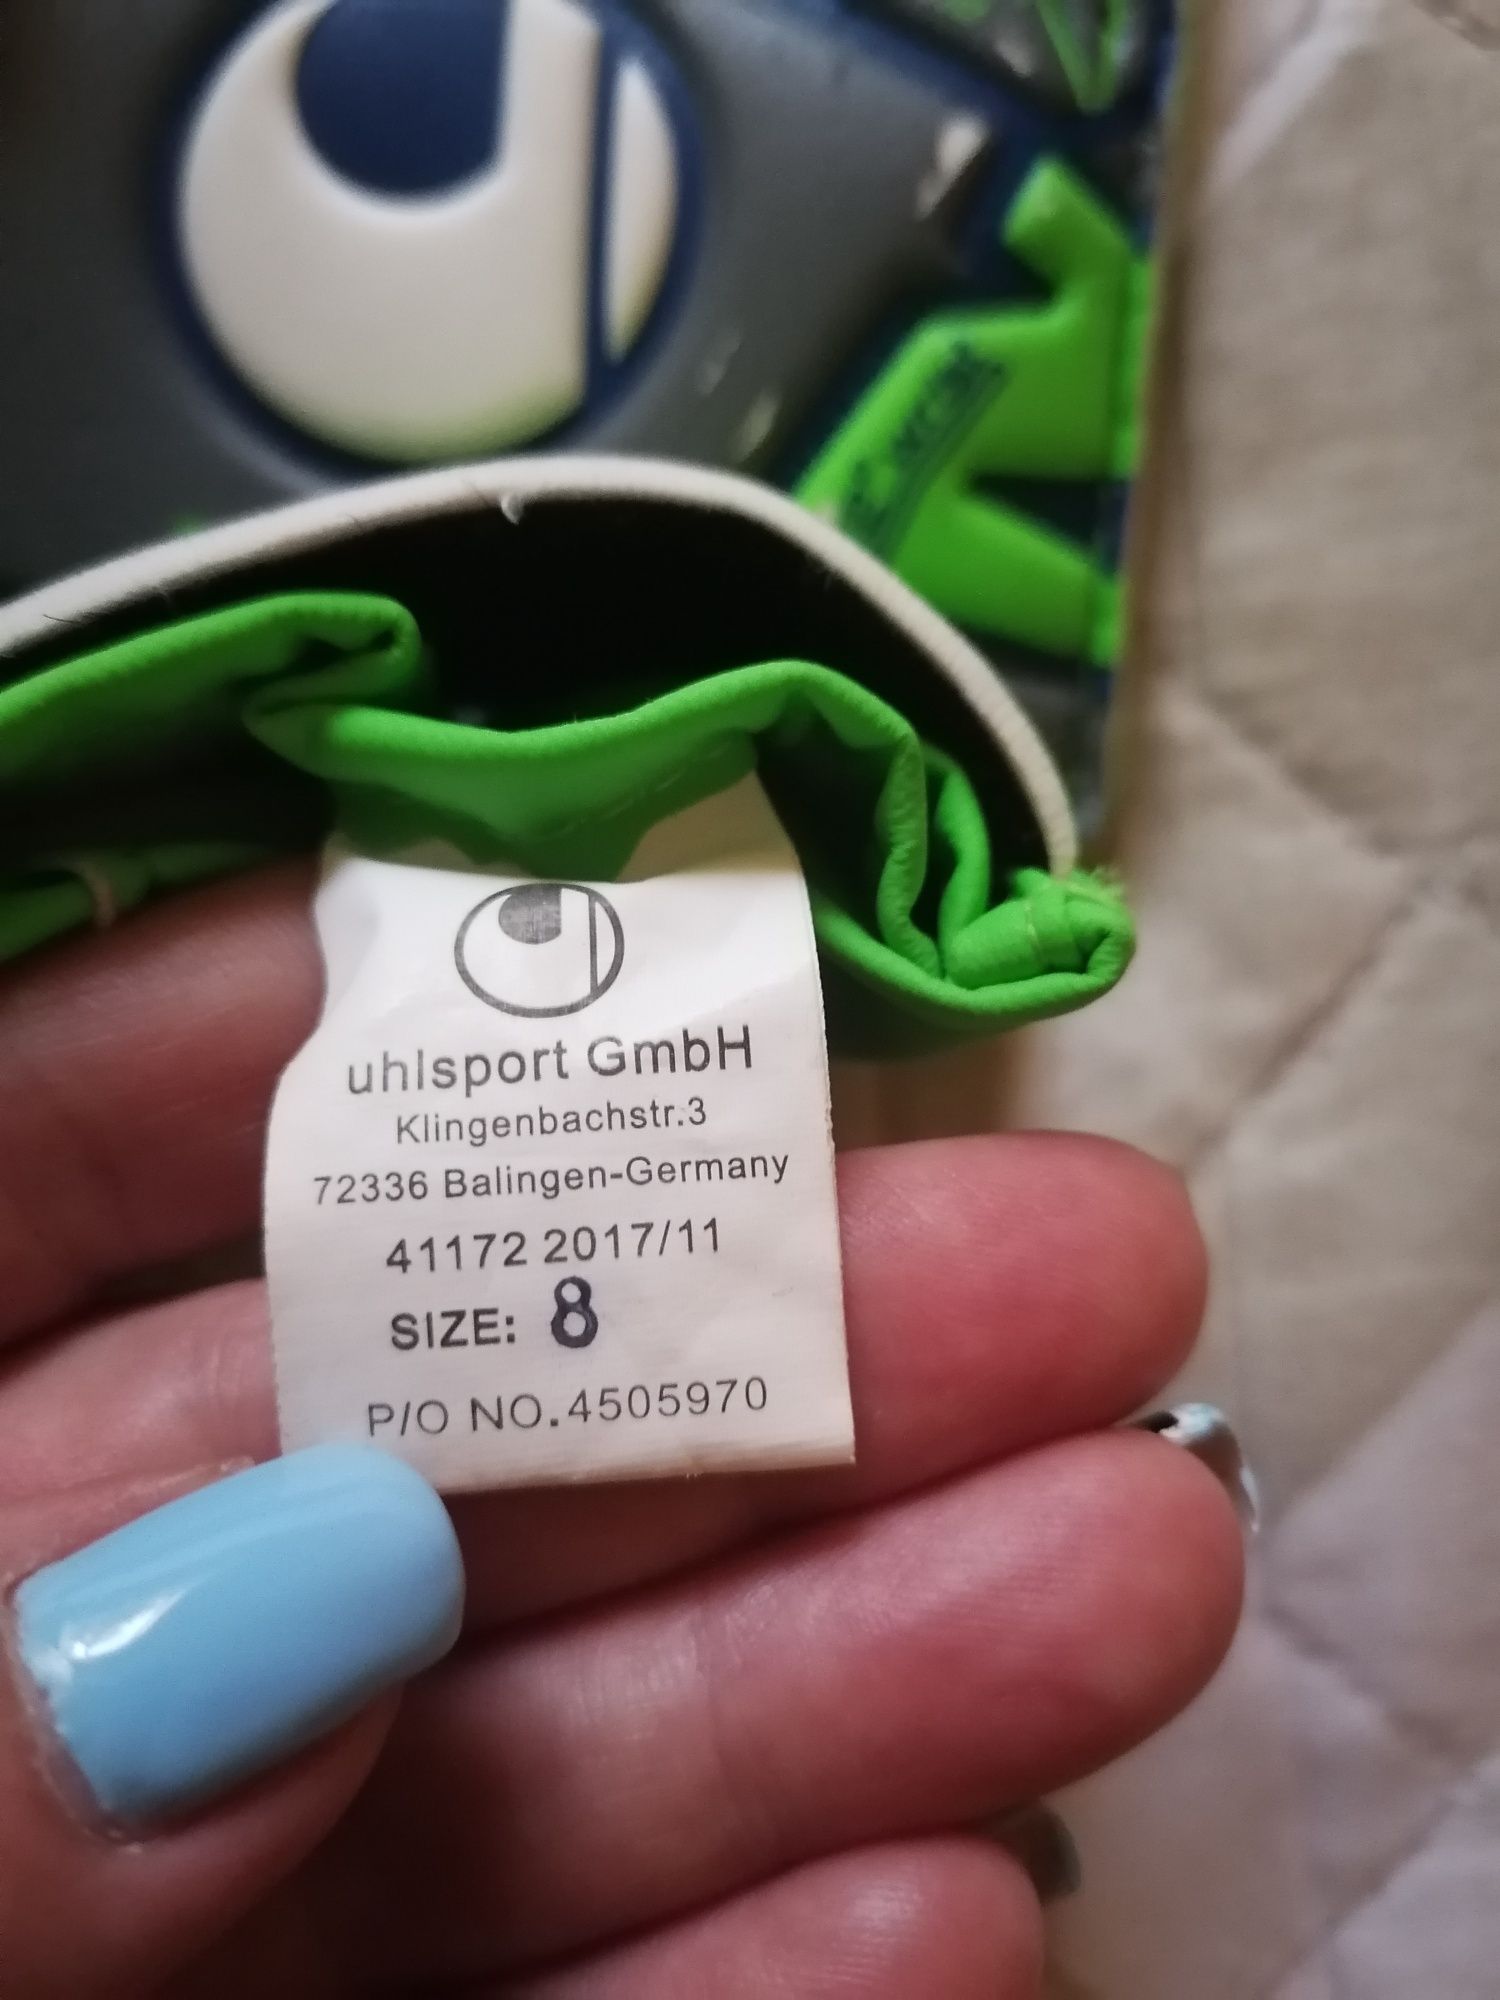 uhlsport GmbH
Klingenbachstr.3
72336 Balingen-Germany
41172 2017/11
SIZE: 8
P/O NO.4505970